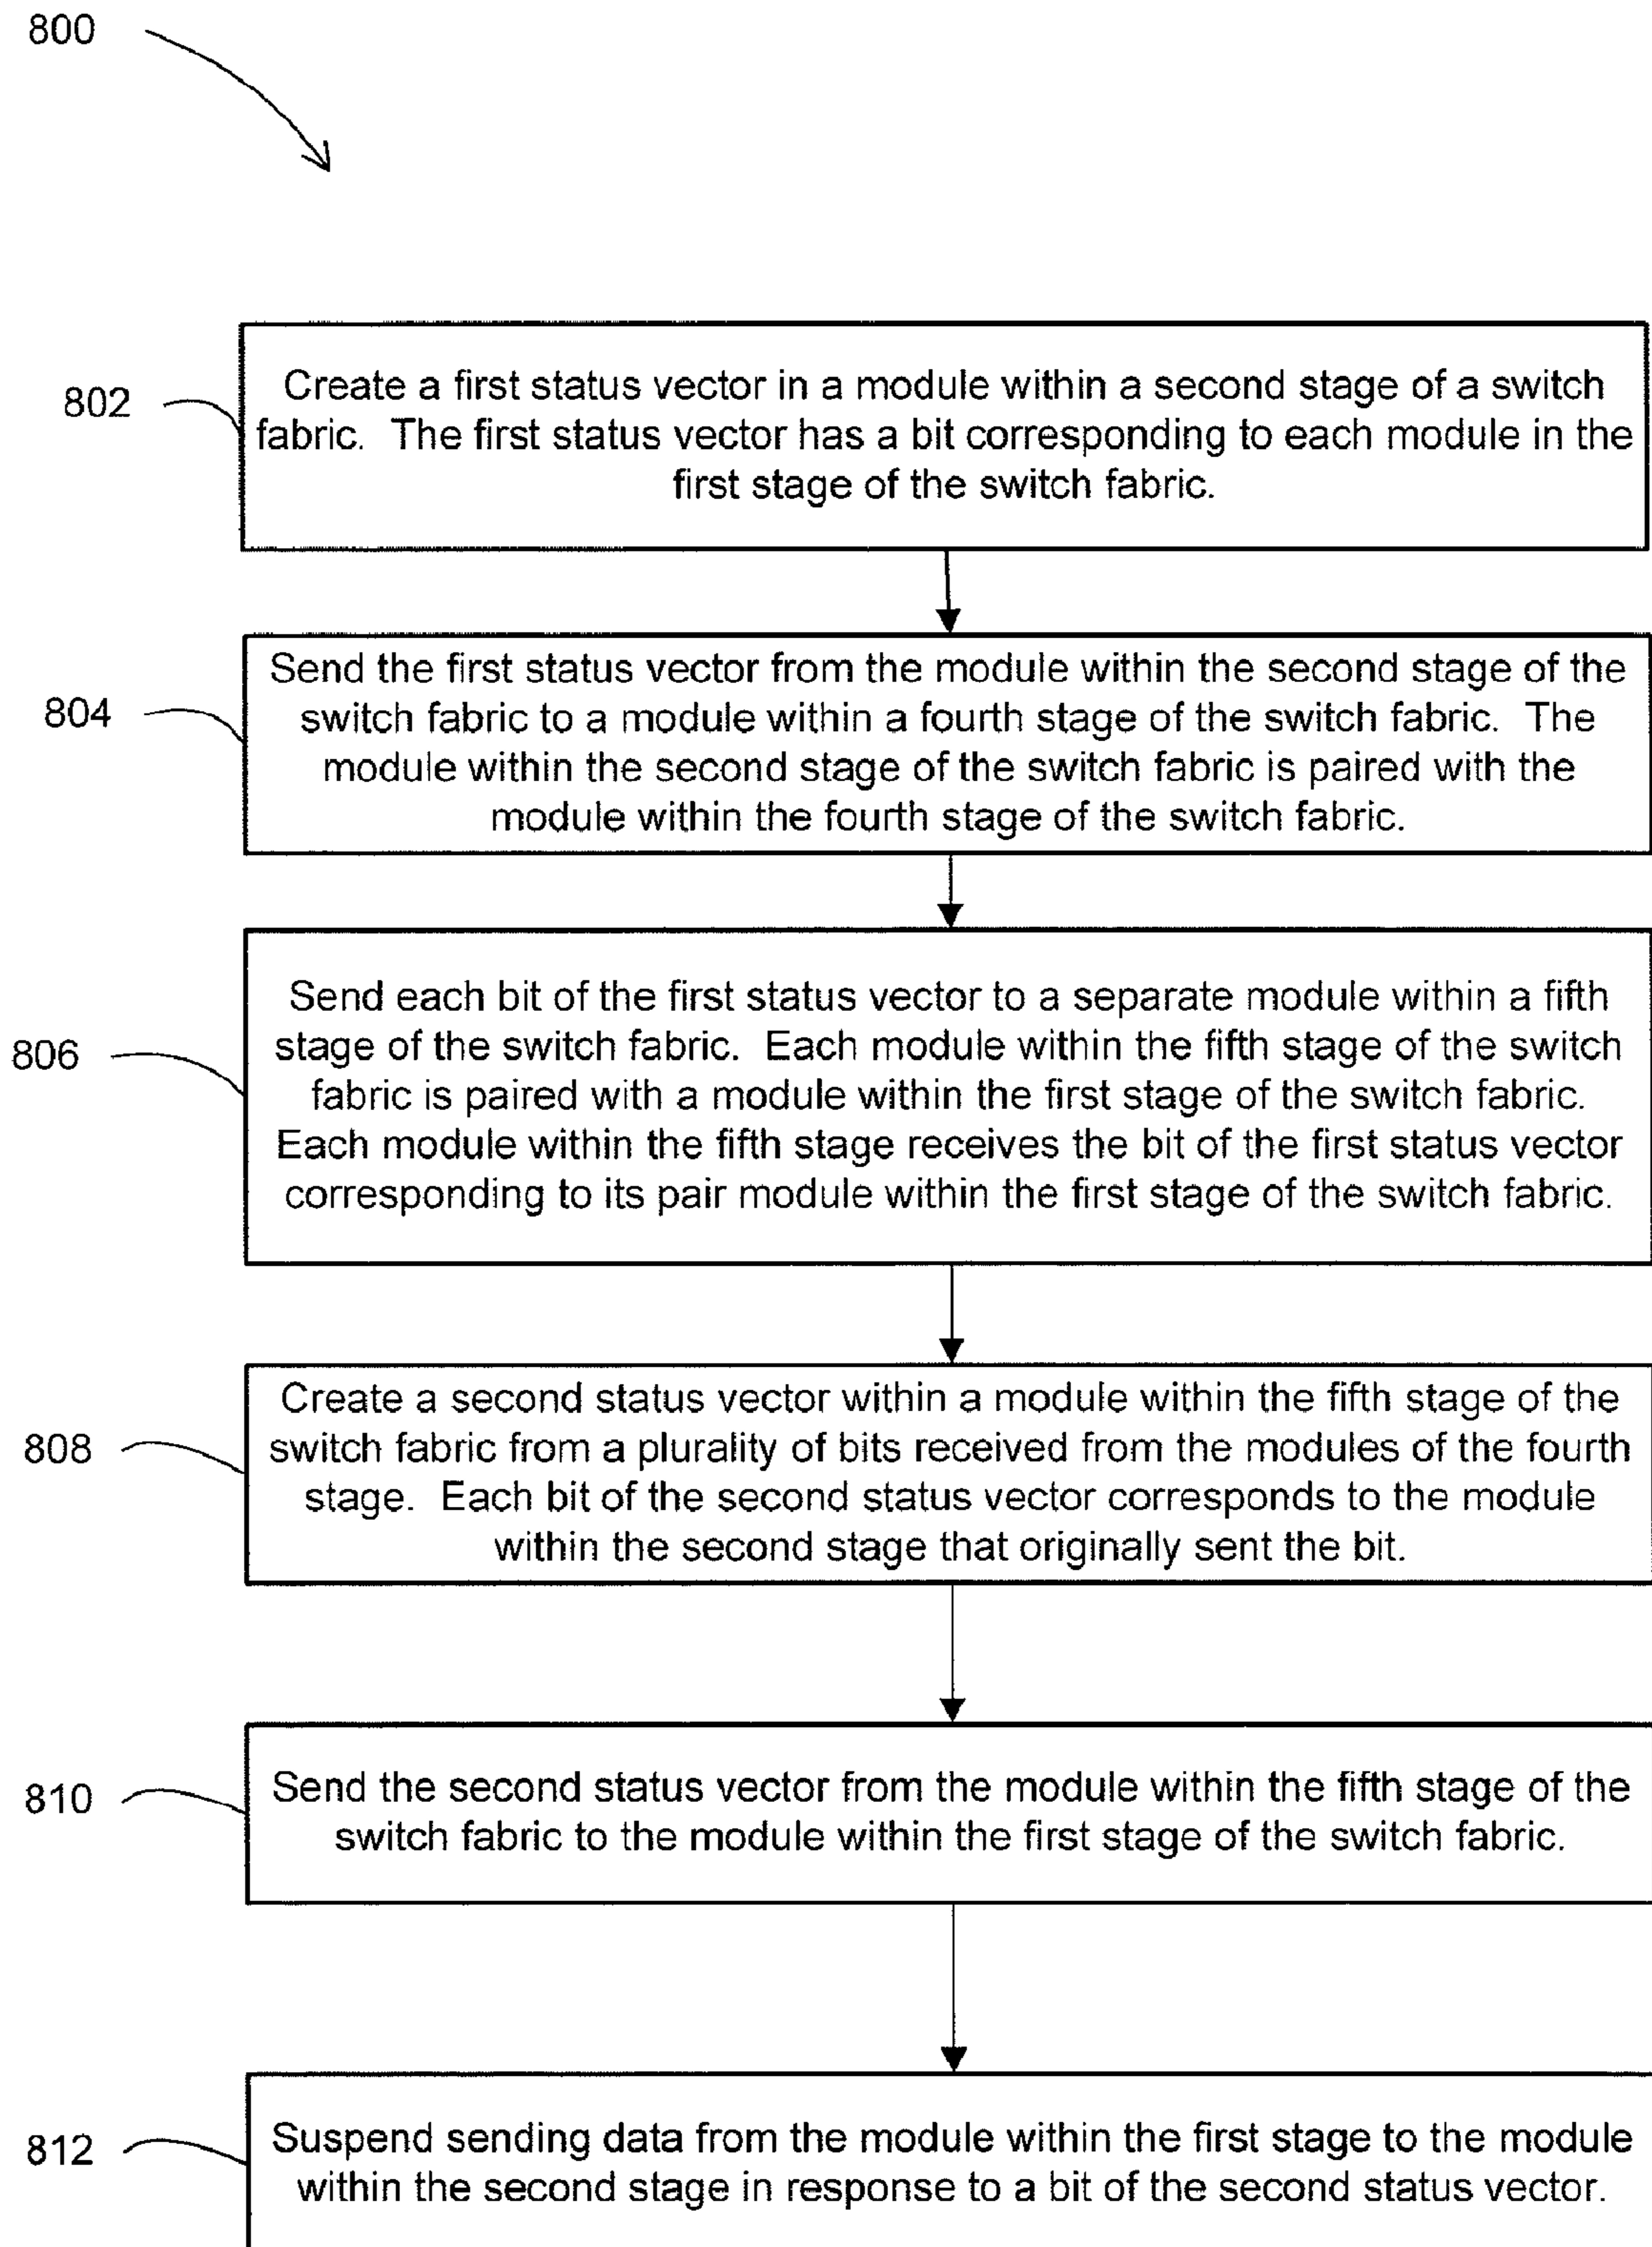 800
802
Create a first status vector in a module within a second stage of a switch
fabric. The first status vector has a bit corresponding to each module in the
first stage of the switch fabric.
804
Send the first status vector from the module within the second stage of the
switch fabric to a module within a fourth stage of the switch fabric. The
module within the second stage of the switch fabric is paired with the
module within the fourth stage of the switch fabric.
806
Send each bit of the first status vector to a separate module within a fifth
stage of the switch fabric. Each module within the fifth stage of the switch
fabric is paired with a module within the first stage of the switch fabric.
Each module within the fifth stage receives the bit of the first status vector
corresponding to its pair module within the first stage of the switch fabric.
808
Create a second status vector within a module within the fifth stage of the
switch fabric from a plurality of bits received from the modules of the fourth
stage. Each bit of the second status vector corresponds to the module
within the second stage that originally sent the bit.
810
Send the second status vector from the module within the fifth stage of the
switch fabric to the module within the first stage of the switch fabric.
812
Suspend sending data from the module within the first stage to the module
within the second stage in response to a bit of the second status vector.